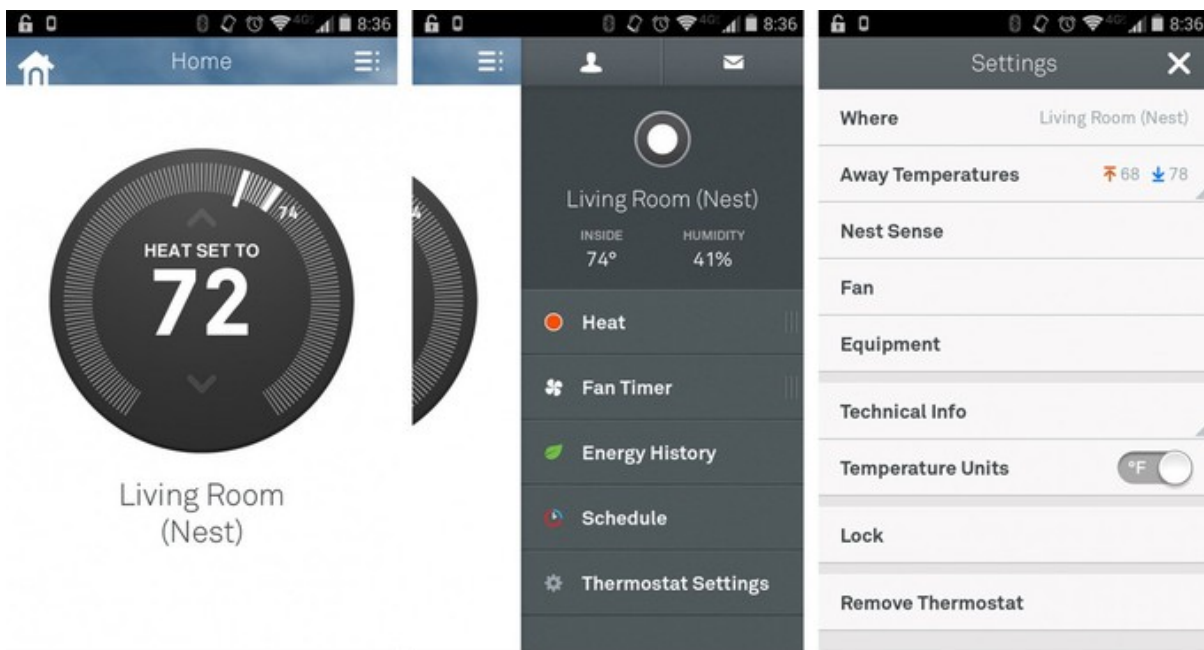 8:36
Home
74
HEAT SET TO
72
Living Room
(Nest)
4G 8:36
Living Room (Nest)
INSIDE HUMIDITY
74° 41%
Heat
Fan Timer
Energy History
Schedule
Thermostat Settings
4G 8:36
Settings
Where Living Room (Nest)
Away Temperatures 68 78
Nest Sense
Fan
Equipment
Technical Info
Temperature Units °F
Lock
Remove Thermostat